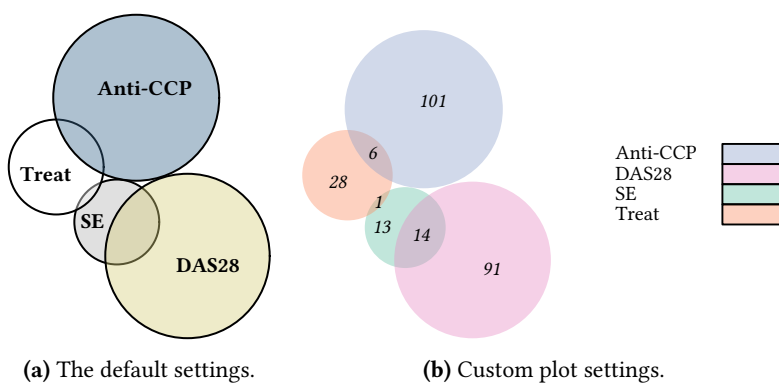 Anti-CCP
Treat
SE
DAS28
(a) The default settings.
101
6
28
1
13
14
91
(b) Custom plot settings.
Anti-CCP
DAS28
SE
Treat